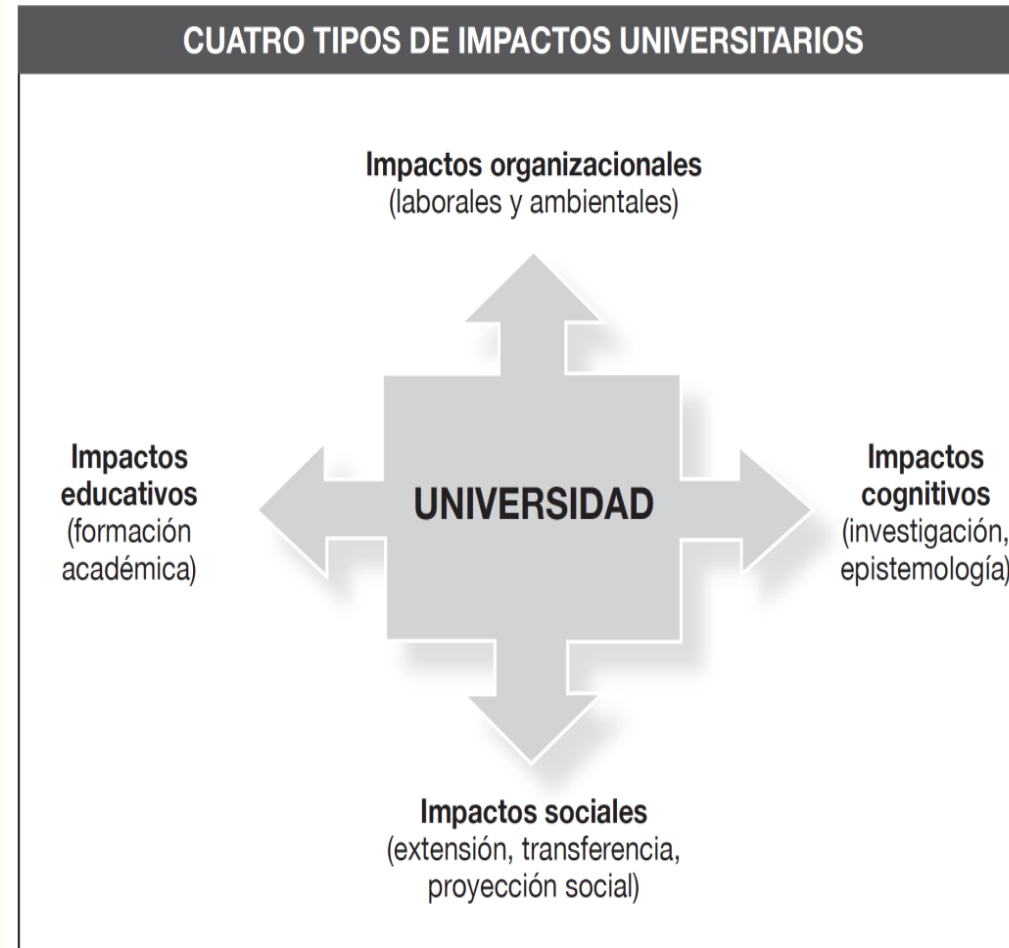 CUATRO TIPOS DE IMPACTOS UNIVERSITARIOS
Impactos organizacionales
(laborales y ambientales)
Impactos
educativos
(formación
académica)
UNIVERSIDAD
Impactos
cognitivos
(investigación,
epistemología)
Impactos sociales
(extensión, transferencia,
proyección social)